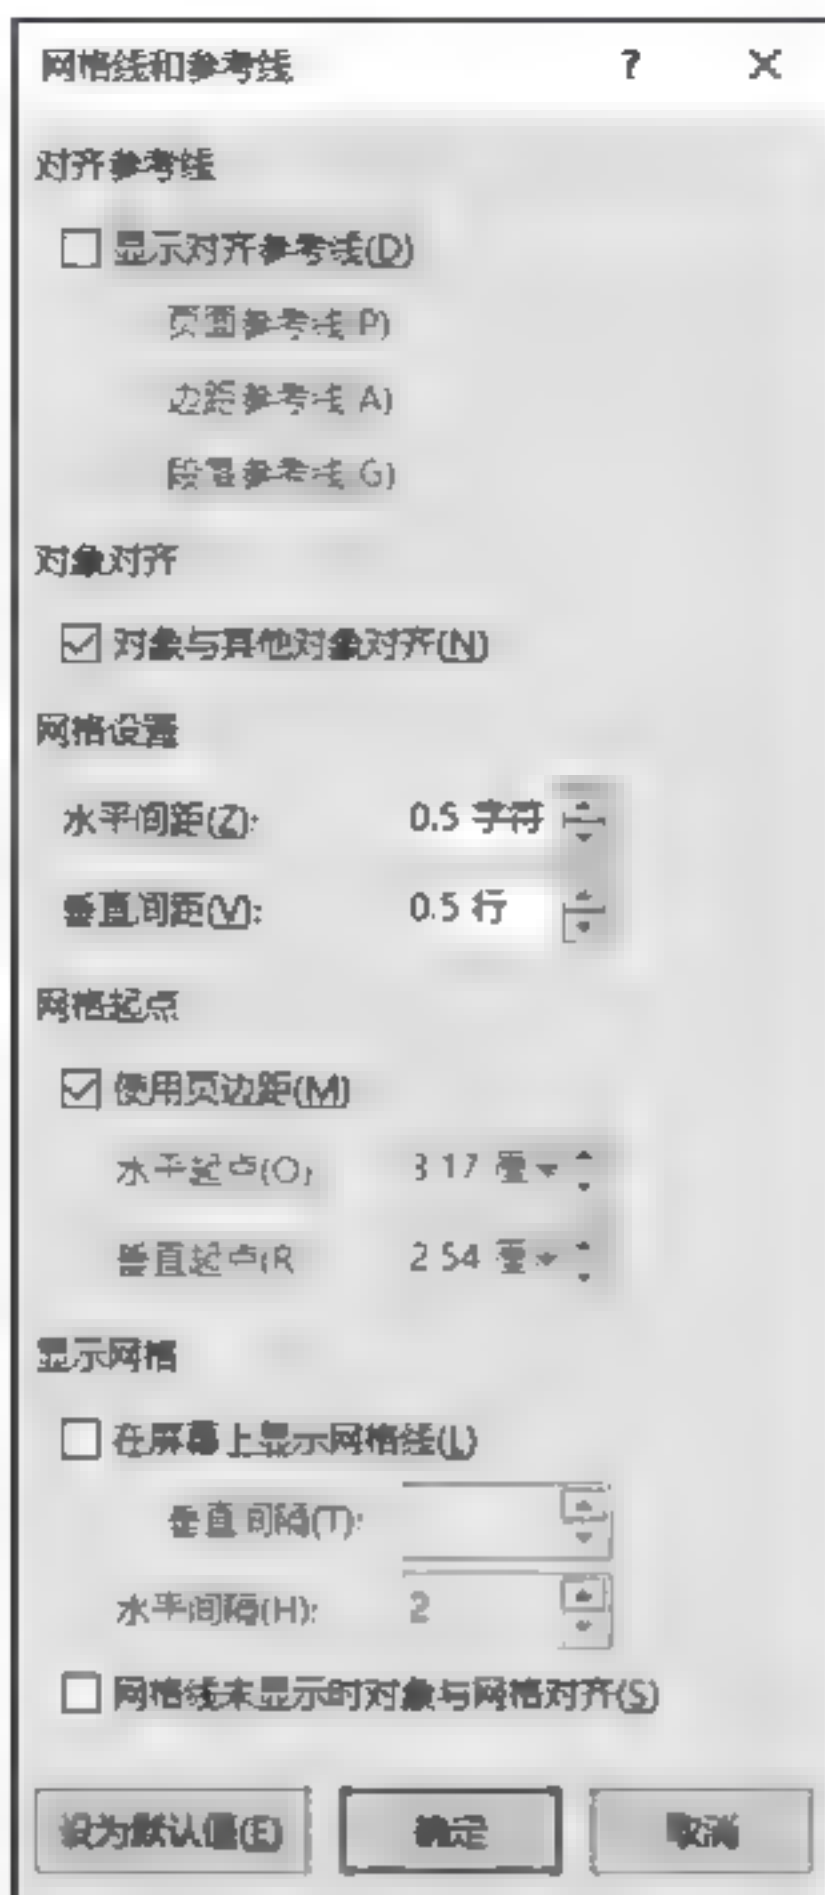 网格线和参考线 ? ×
对齐参考线
显示对齐参考线(D)
页面参考线 P)
边距参考线 A)
段落参考线 G)
对象对齐
对象与其他对象对齐(N)
网格设置
水平间距(Z): 0.5 字符
垂直间距(V): 0.5 行
网格起点
使用页边距(M)
水平起点(O) 3 17 厘
垂直起点(R 2 54 厘
显示网格
在屏幕上显示网格线(L)
垂直间隔(T):
水平间隔(H): 2
网格线未显示时对象与网格对齐(S)
设为默认值(E) 确定 取消